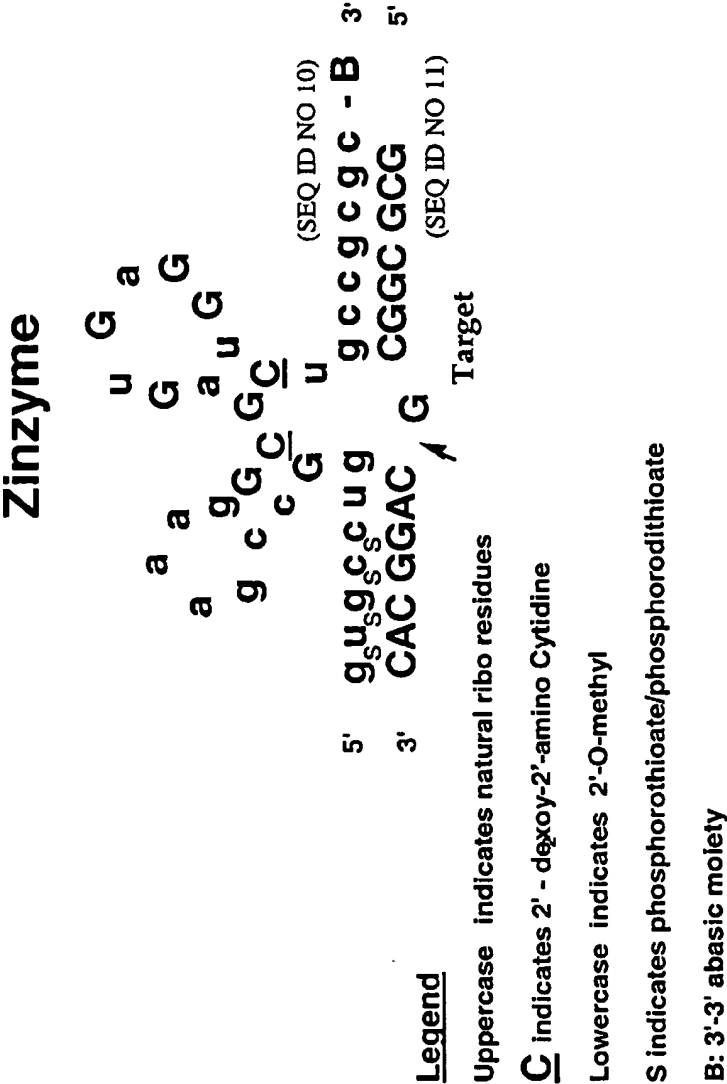 Zinzyme
u G a
a a G G
a g a u G
g c G G C
c C
G u
(SEQ ID NO 10)
5' g u g c c u g g c c g c g c - B 3'
s s s s
3' CAC GGAC G CGGC GCG 5'
(SEQ ID NO 11)
Target
Legend
Uppercase indicates natural ribo residues
C indicates 2' - deoxy-2'-amino Cytidine
Lowercase indicates 2'-O-methyl
S indicates phosphorothioate/phosphorodithioate
B: 3'-3' abasic moiety